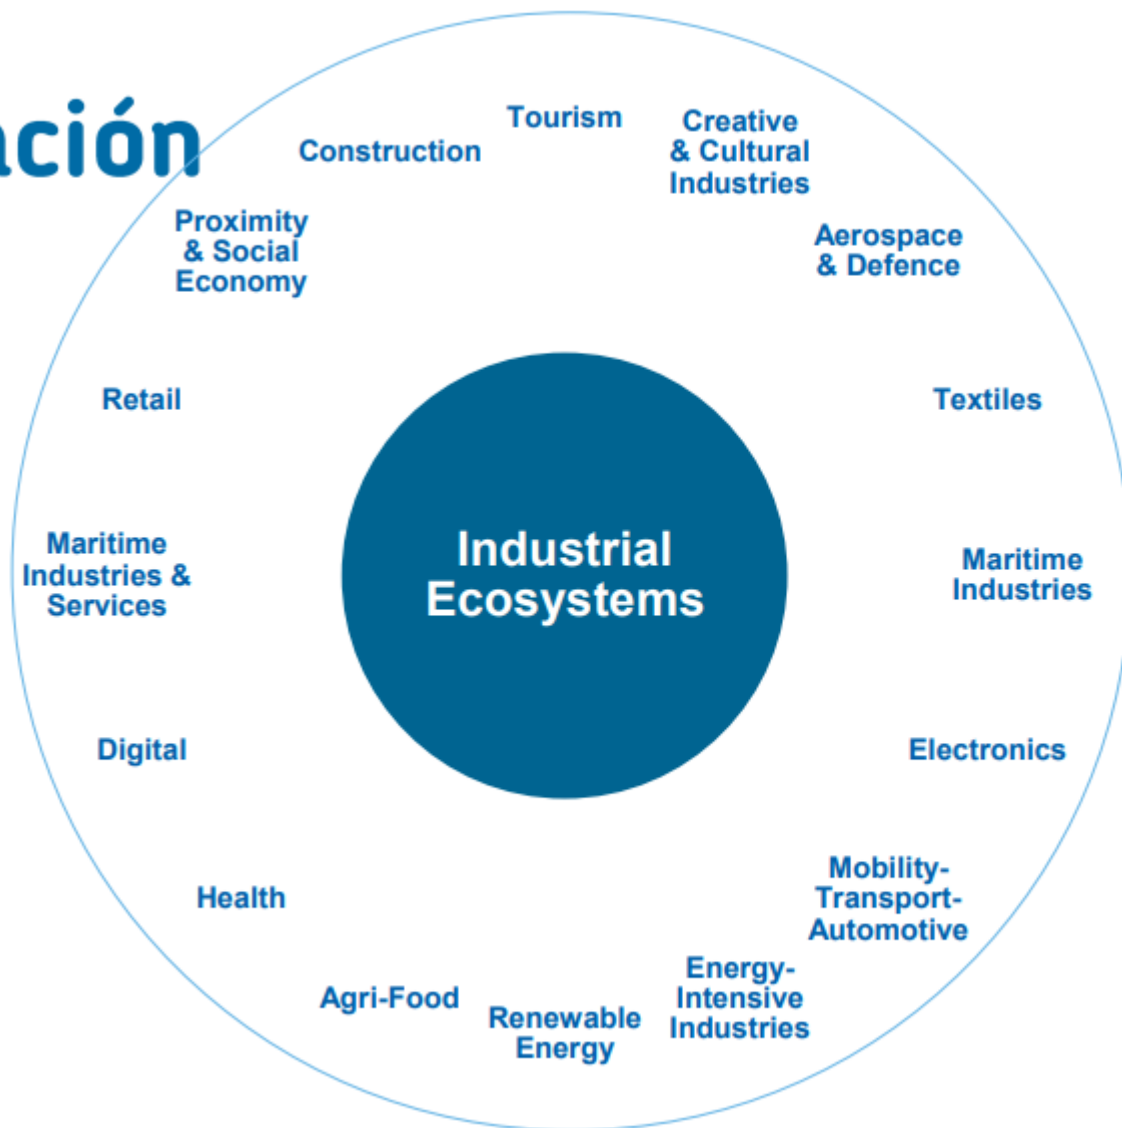 ación
Tourism
Creative
& Cultural
Industries
Construction
Proximity
& Social
Economy
Aerospace
& Defence
Retail
Textiles
Maritime
Industries &
Services
Industrial
Ecosystems
Maritime
Industries
Digital
Electronics
Health
Mobility-
Transport-
Automotive
Agri-Food
Renewable
Energy
Energy-
Intensive
Industries